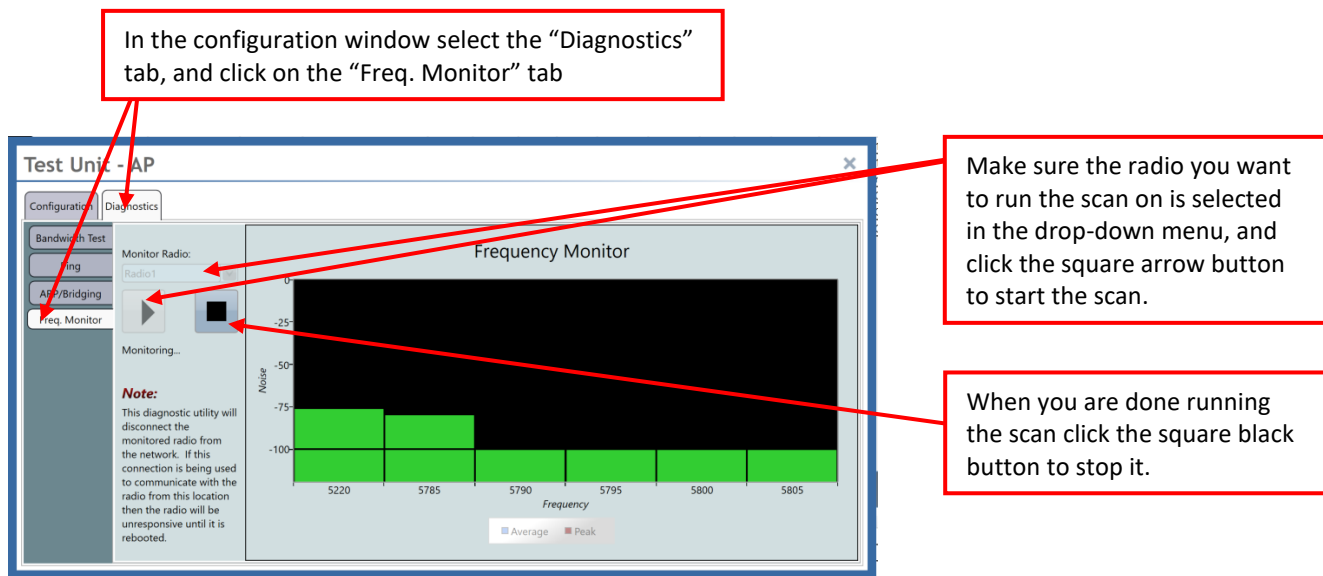 In the configuration window select the “Diagnostics”
tab, and click on the “Freq. Monitor” tab
Test Unit - AP
Configuration
Diagnostics
Bandwidth Test
Ping
ARP/Bridging
Freq. Monitor
Monitor Radio:
Radio1
Monitoring...
Note:
This diagnostic utility will
disconnect the
monitored radio from
the network. If this
connection is being used
to communicate with the
radio from this location
then the radio will be
unresponsive until it is
rebooted.
Frequency Monitor
Noise
0
-25
-50
-75
-100
5220 5785 5790 5795 5800 5805
Frequency
Average Peak
Make sure the radio you want
to run the scan on is selected
in the drop-down menu, and
click the square arrow button
to start the scan.
When you are done running
the scan click the square black
button to stop it.